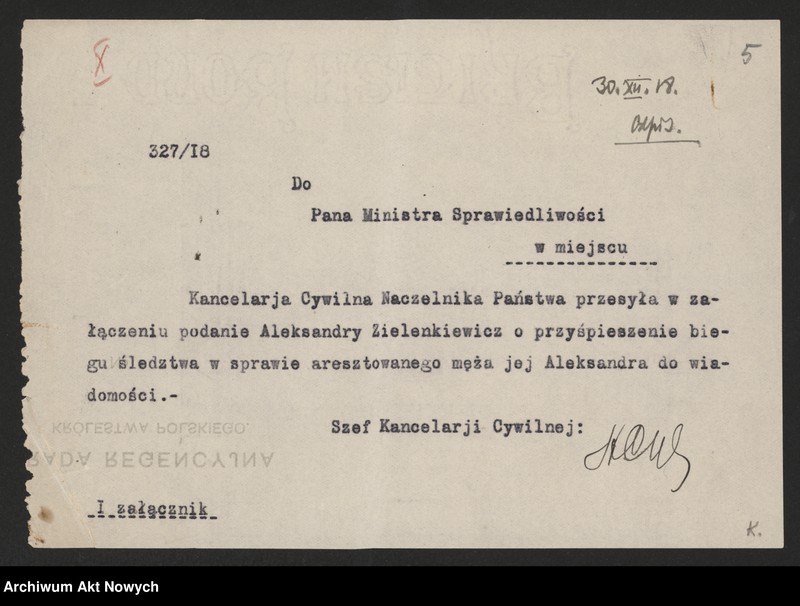 X
5
30.XII.18.
Odpis.
327/I8
Do
Pana Ministra Sprawiedliwości
w miejscu
Kancelarja Cywilna Naczelnika Państwa przesyła w za-
łączeniu podanie Aleksandry Zielenkiewicz o przyśpieszenie bie-
gu śledztwa w sprawie aresztowanego męża jej Aleksandra do wia-
domości.-
Szef Kancelarji Cywilnej:
KRÓLESTWA POLSKIEGO.
RADA REGENCYJNA
I załącznik
K.
Archiwum Akt Nowych